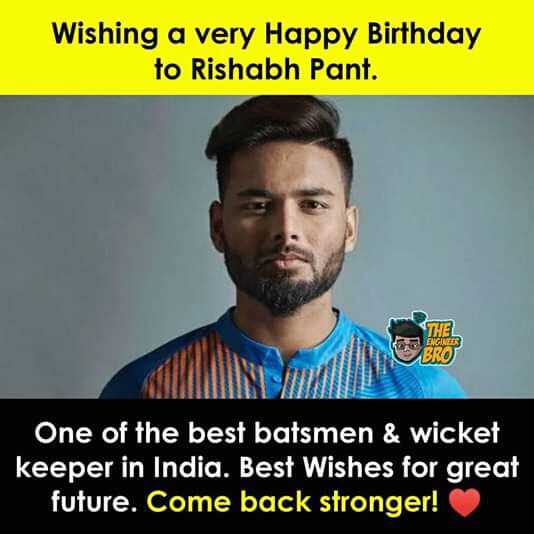 Wishing a very Happy Birthday
to Rishabh Pant.
THE
ENGINEER
BRO
One of the best batsmen & wicket
keeper in India. Best Wishes for great
future. Come back stronger! ♥️